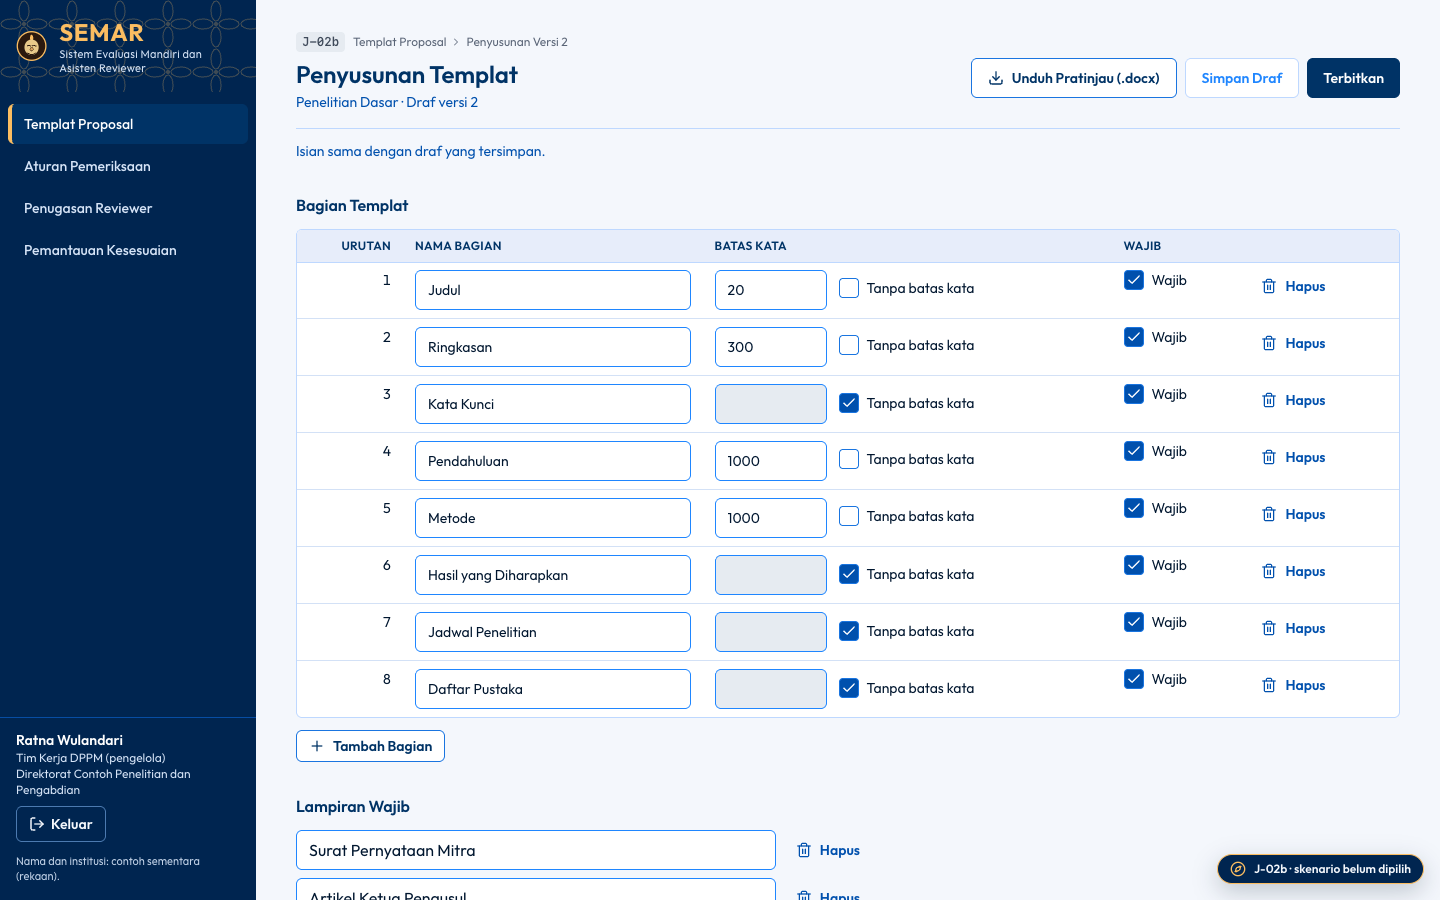 SEMAR
Sistem Evaluasi Mandiri dan
Asisten Reviewer
Templat Proposal
Aturan Pemeriksaan
Penugasan Reviewer
Pemantauan Kesesuaian
Ratna Wulandari
Tim Kerja DPPM (pengelola)
Direktorat Contoh Penelitian dan
Pengabdian
Keluar
Nama dan institusi: contoh sementara
(rekaan).
J-02b Templat Proposal > Penyusunan Versi 2
Penyusunan Templat
Penelitian Dasar · Draf versi 2
Unduh Pratinjau (.docx) Simpan Draf Terbitkan
Isian sama dengan draf yang tersimpan.
Bagian Templat
URUTAN NAMA BAGIAN BATAS KATA WAJIB
1 Judul 20 Tanpa batas kata Wajib Hapus
2 Ringkasan 300 Tanpa batas kata Wajib Hapus
3 Kata Kunci Tanpa batas kata Wajib Hapus
4 Pendahuluan 1000 Tanpa batas kata Wajib Hapus
5 Metode 1000 Tanpa batas kata Wajib Hapus
6 Hasil yang Diharapkan Tanpa batas kata Wajib Hapus
7 Jadwal Penelitian Tanpa batas kata Wajib Hapus
8 Daftar Pustaka Tanpa batas kata Wajib Hapus
Tambah Bagian
Lampiran Wajib
Surat Pernyataan Mitra Hapus
Artikel Ketua Pengusul Hapus
J-02b · skenario belum dipilih